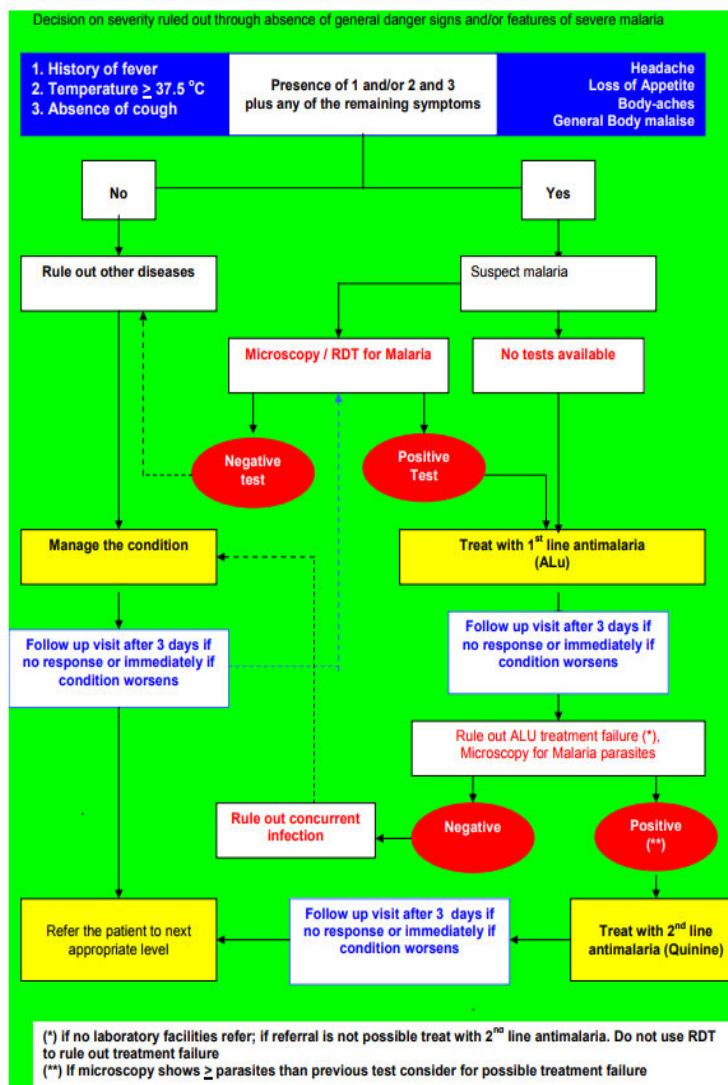 Decision on severity ruled out through absence of general danger signs and/or features of severe malaria
1. History of fever
2. Temperature ≥ 37.5 °C
3. Absence of cough
Presence of 1 and/or 2 and 3
plus any of the remaining symptoms
Headache
Loss of Appetite
Body-aches
General Body malaise
No
Yes
Rule out other diseases
Suspect malaria
Microscopy / RDT for Malaria
No tests available
Negative
test
Positive
Test
Manage the condition
Treat with 1st line antimalaria
(ALu)
Follow up visit after 3 days if
no response or immediately if
condition worsens
Follow up visit after 3 days if
no response or immediately if
condition worsens
Rule out ALU treatment failure (*),
Microscopy for Malaria parasites
Rule out concurrent
infection
Negative
Positive
(**)
Refer the patient to next
appropriate level
Follow up visit after 3 days if
no response or immediately if
condition worsens
Treat with 2nd line
antimalaria (Quinine)
(*) if no laboratory facilities refer; if referral is not possible treat with 2nd line antimalaria. Do not use RDT
to rule out treatment failure
(**) If microscopy shows ≥ parasites than previous test consider for possible treatment failure